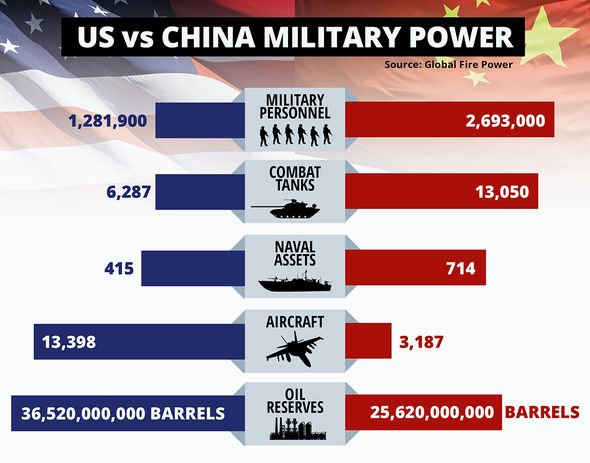 US vs CHINA MILITARY POWER
Source: Global Fire Power
MILITARY
PERSONNEL
1,281,900
2,693,000
COMBAT
TANKS
6,287
13,050
NAVAL
ASSETS
415
714
AIRCRAFT
13,398
3,187
OIL
RESERVES
36,520,000,000 BARRELS
25,620,000,000 BARRELS